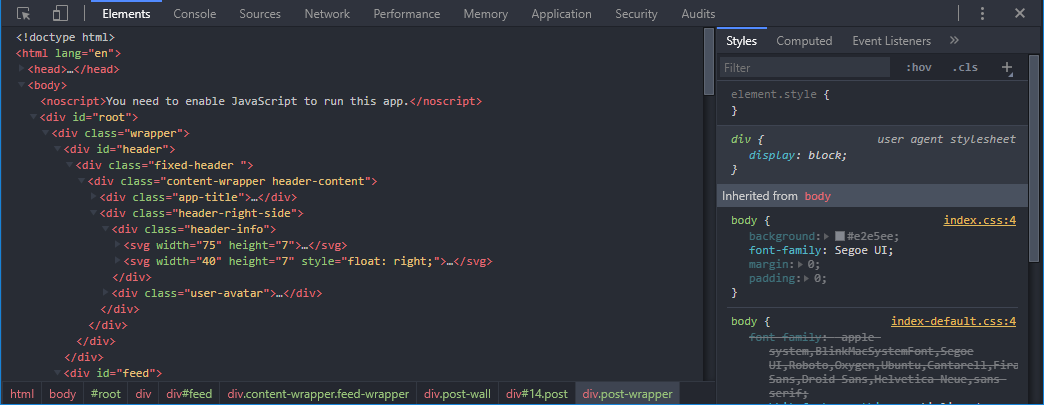 Elements Console Sources Network Performance Memory Application Security Audits
<!doctype html>
<html lang="en">
<head>…</head>
<body>
<noscript>You need to enable JavaScript to run this app.</noscript>
<div id="root">
<div class="wrapper">
<div id="header">
<div class="fixed-header ">
<div class="content-wrapper header-content">
<div class="app-title">…</div>
<div class="header-right-side">
<div class="header-info">
<svg width="75" height="7">…</svg>
<svg width="40" height="7" style="float: right;">…</svg>
</div>
<div class="user-avatar">…</div>
</div>
</div>
</div>
</div>
<div id="feed">
html body #root div div#feed div.content-wrapper.feed-wrapper div.post-wall div#14.post div.post-wrapper
Styles Computed Event Listeners »
Filter :hov .cls +
element.style {
}
div { user agent stylesheet
display: block;
}
Inherited from body
body { index.css:4
background: #e2e5ee;
font-family: Segoe UI;
margin: 0;
padding: 0;
}
body { index-default.css:4
font-family: -apple-
system,BlinkMacSystemFont,Segoe
UI,Roboto,Oxygen,Ubuntu,Cantarell,Fira
Sans,Droid Sans,Helvetica Neue,sans-
serif;